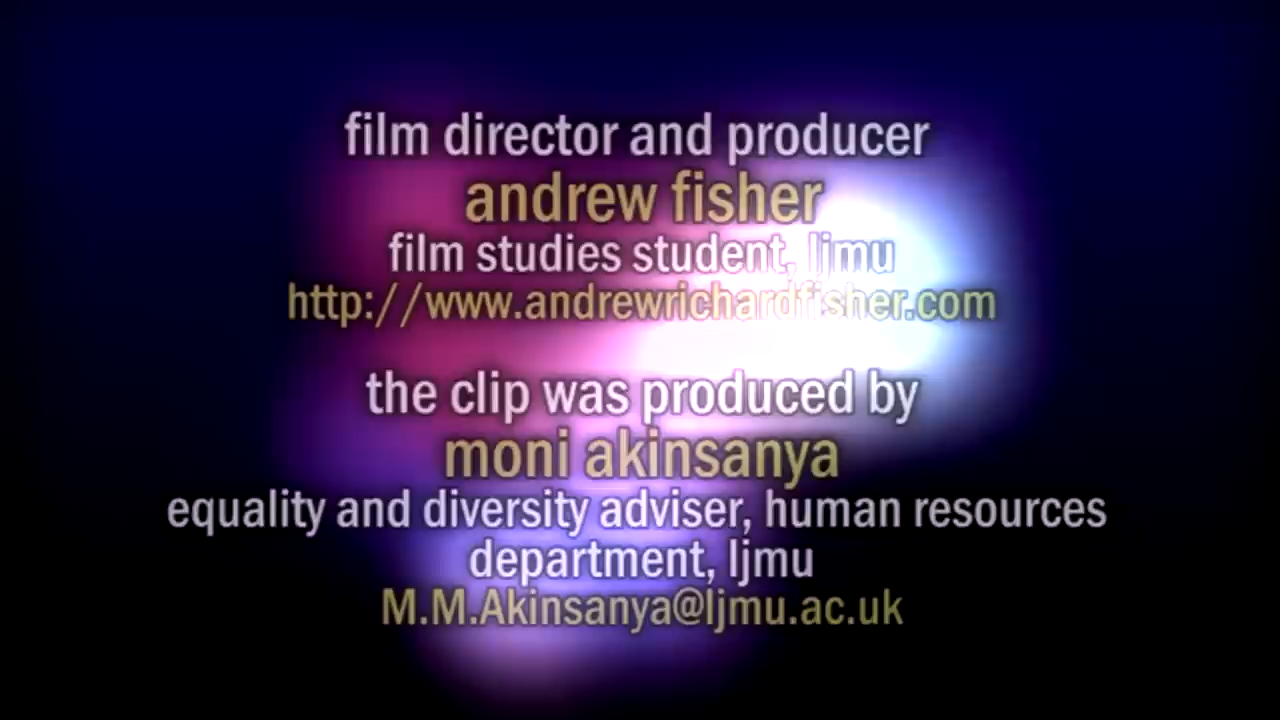 film director and producer
andrew fisher
film studies student, ljmu
http://www.andrewrichardfisher.com
the clip was produced by
moni akinsanya
equality and diversity adviser, human resources
department, ljmu
M.M.Akinsanya@ljmu.ac.uk